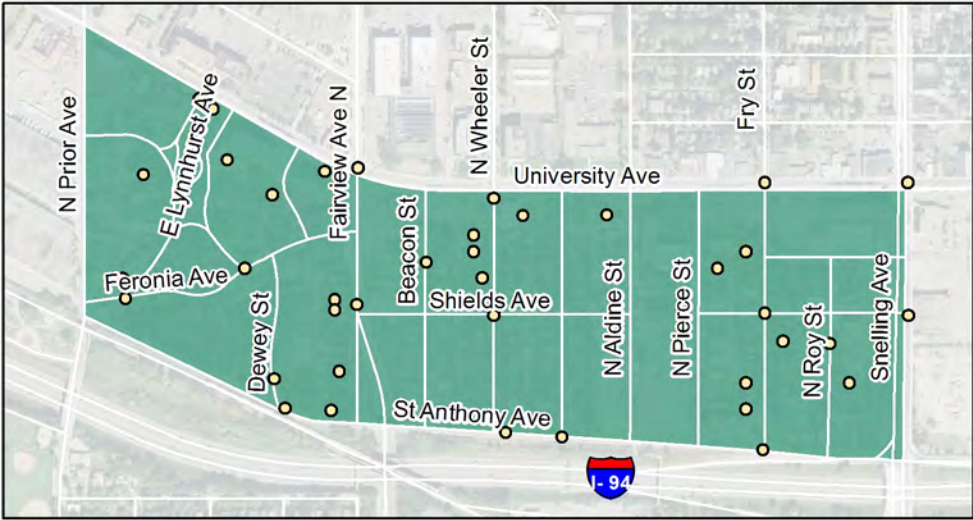 N Prior Ave
E Lynnhurst Ave
Fairview Ave N
N Wheeler St
Fry St
University Ave
Beacon St
Feronia Ave
Shields Ave
Dewey St
N Aldine St
N Pierce St
N Roy St
Snelling Ave
St Anthony Ave
I- 94